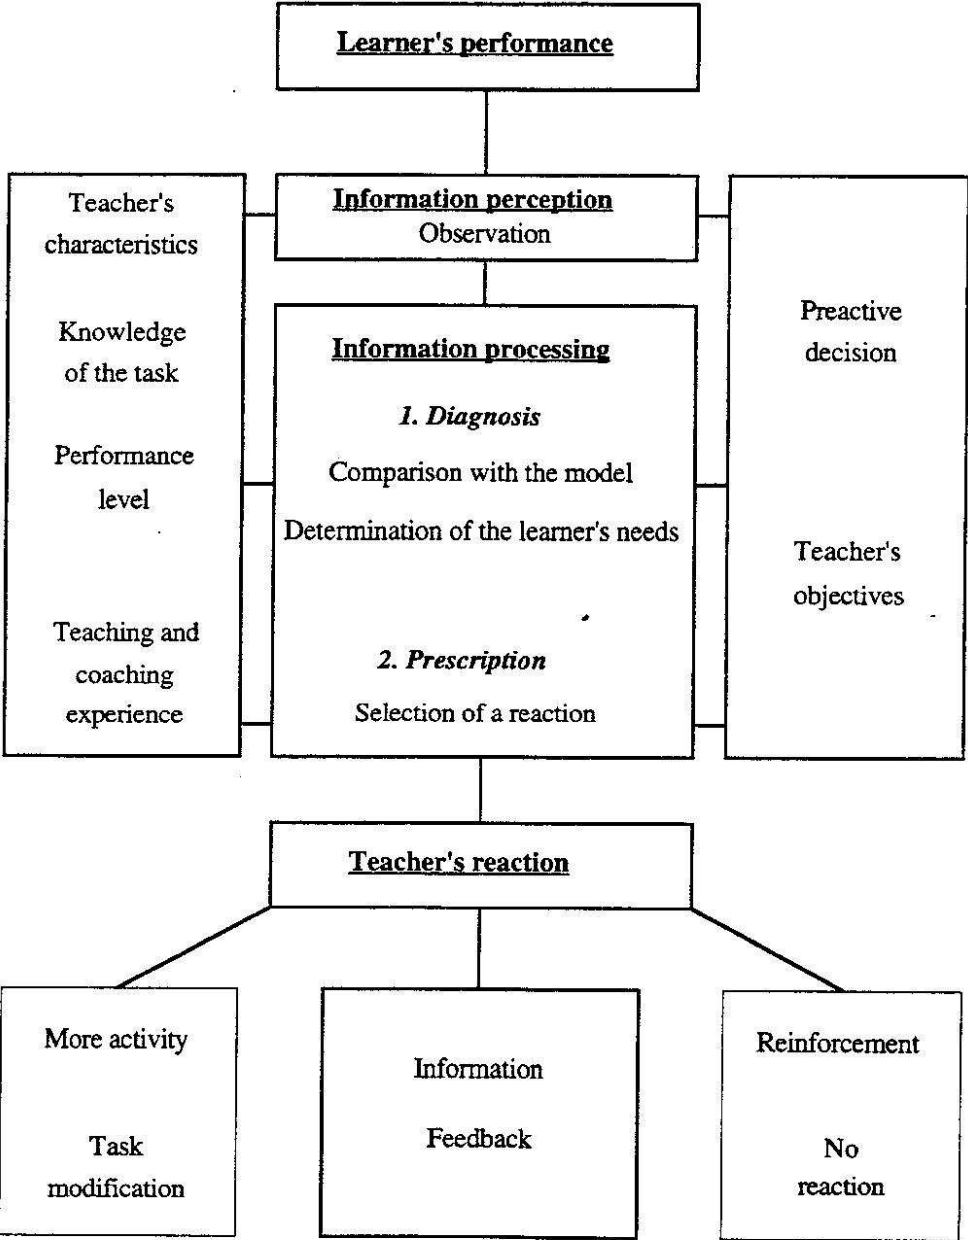 Learner's performance
Teacher's
characteristics
Knowledge
of the task
Performance
level
Teaching and
coaching
experience
Information perception
Observation
Information processing
1. Diagnosis
Comparison with the model
Determination of the learner's needs
2. Prescription
Selection of a reaction
Preactive
decision
Teacher's
objectives
Teacher's reaction
More activity
Task
modification
Information
Feedback
Reinforcement
No
reaction